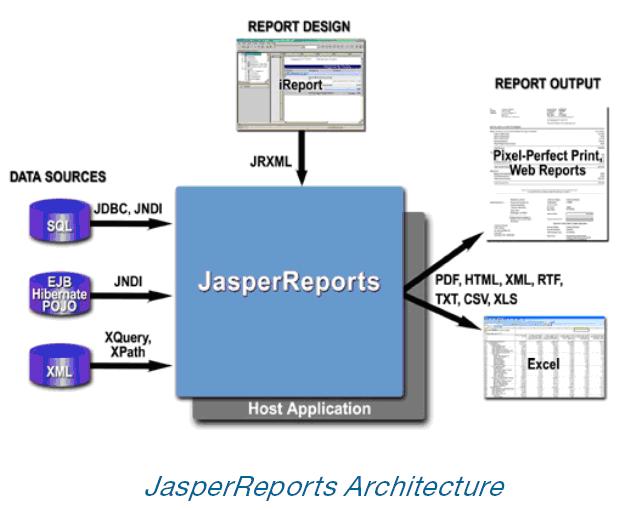 REPORT DESIGN
iReport
JRXML
REPORT OUTPUT
Pixel-Perfect Print,
Web Reports
DATA SOURCES
JDBC, JNDI
SQL
JasperReports
EJB
Hibernate
POJO
JNDI
PDF, HTML, XML, RTF,
TXT, CSV, XLS
XQuery,
XPath
XML
Excel
Host Application
JasperReports Architecture